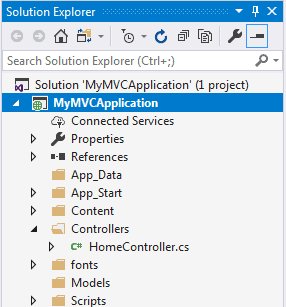 Solution Explorer
Search Solution Explorer (Ctrl+;)
Solution 'MyMVCApplication' (1 project)
MyMVCApplication
Connected Services
Properties
References
App_Data
App_Start
Content
Controllers
C# HomeController.cs
fonts
Models
Scripts